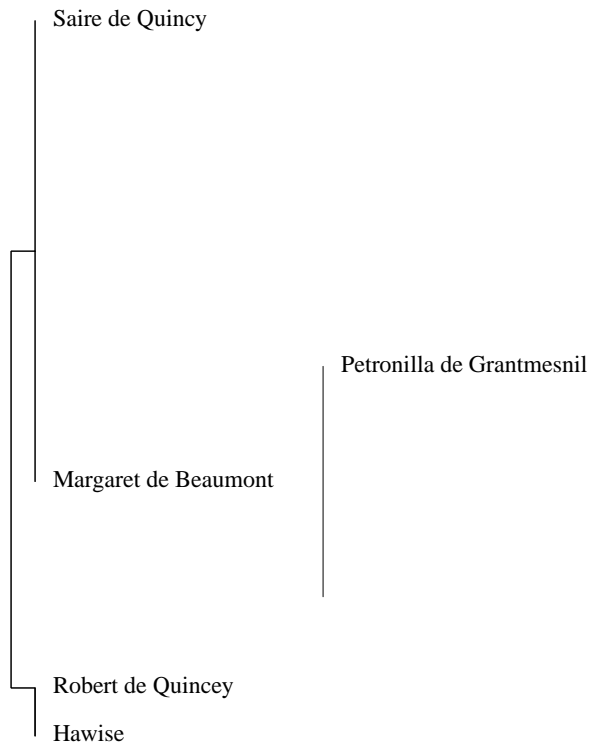 Saire de Quincy
Petronilla de Grantmesnil
Margaret de Beaumont
Robert de Quincey
Hawise